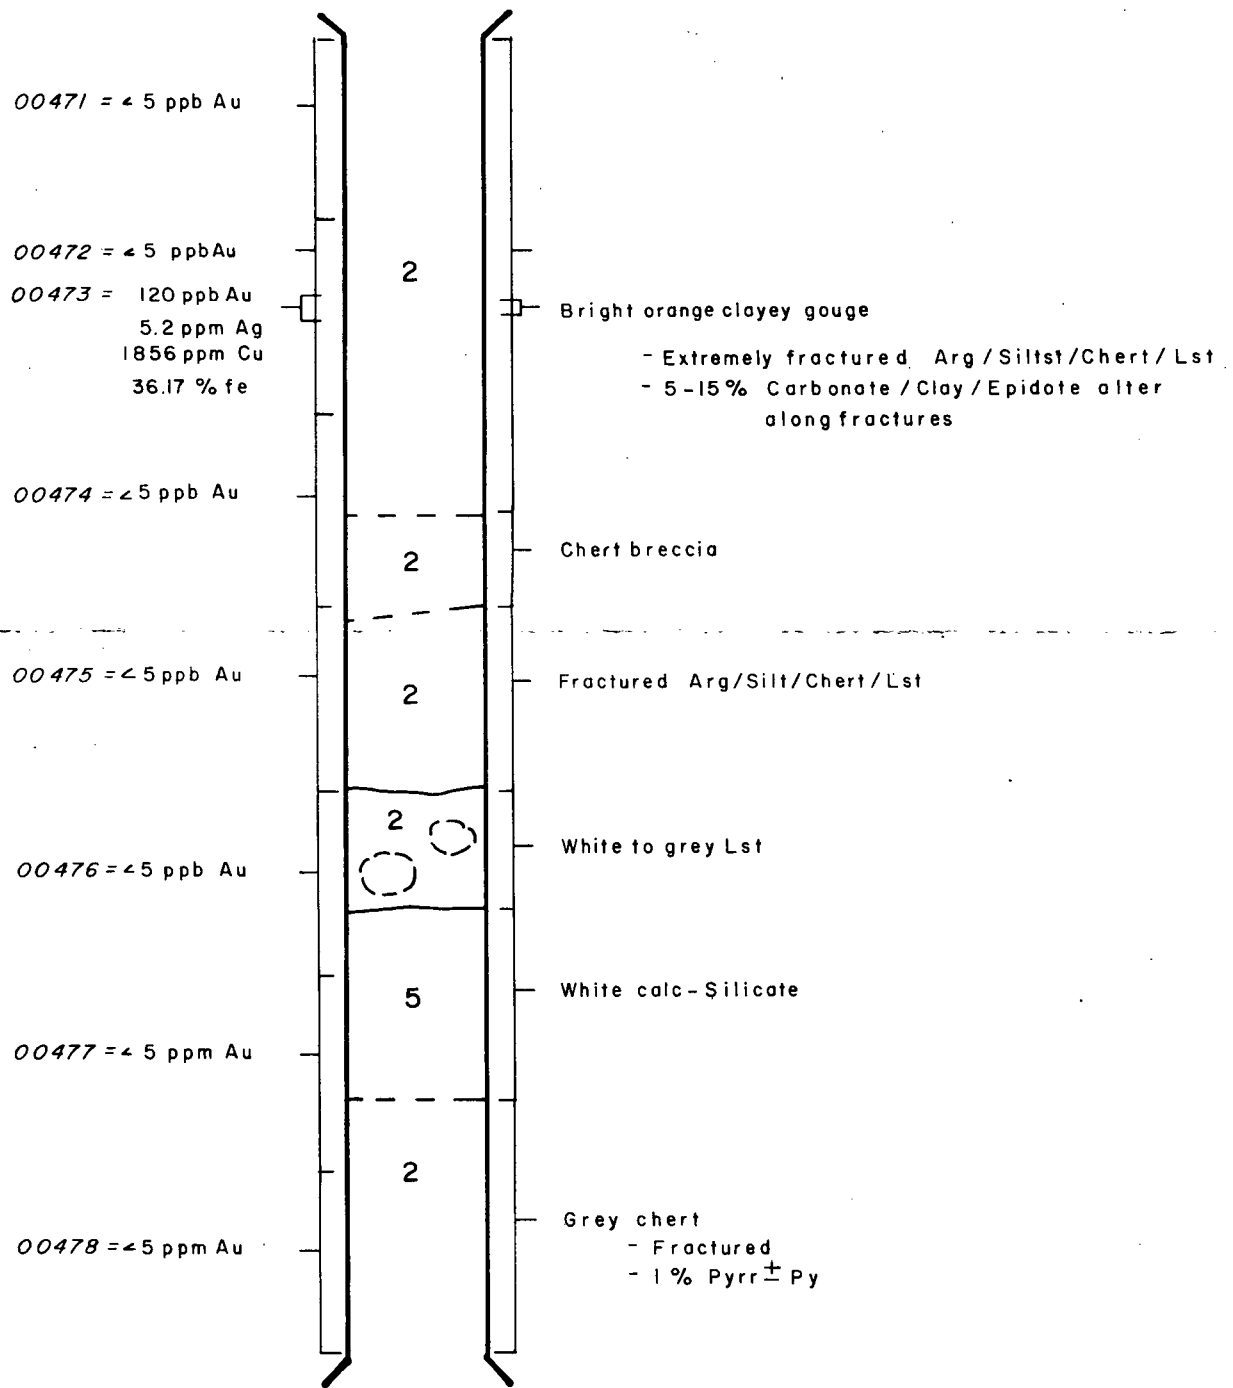 00471 = < 5 ppb Au
00472 = < 5 ppb Au
2
00473 = 120 ppb Au
5.2 ppm Ag
1856 ppm Cu
36.17 % fe
Bright orange clayey gouge
- Extremely fractured Arg/Siltst/Chert/Lst
- 5-15% Carbonate/Clay/Epidote alter
along fractures
00474 = < 5 ppb Au
2
Chert breccia
00475 = < 5 ppb Au
2
Fractured Arg/Silt/Chert/Lst
2
White to grey Lst
00476 = < 5 ppb Au
5
White calc-Silicate
00477 = < 5 ppm Au
2
Grey chert
- Fractured
- 1% Pyrr ± Py
00478 = < 5 ppm Au